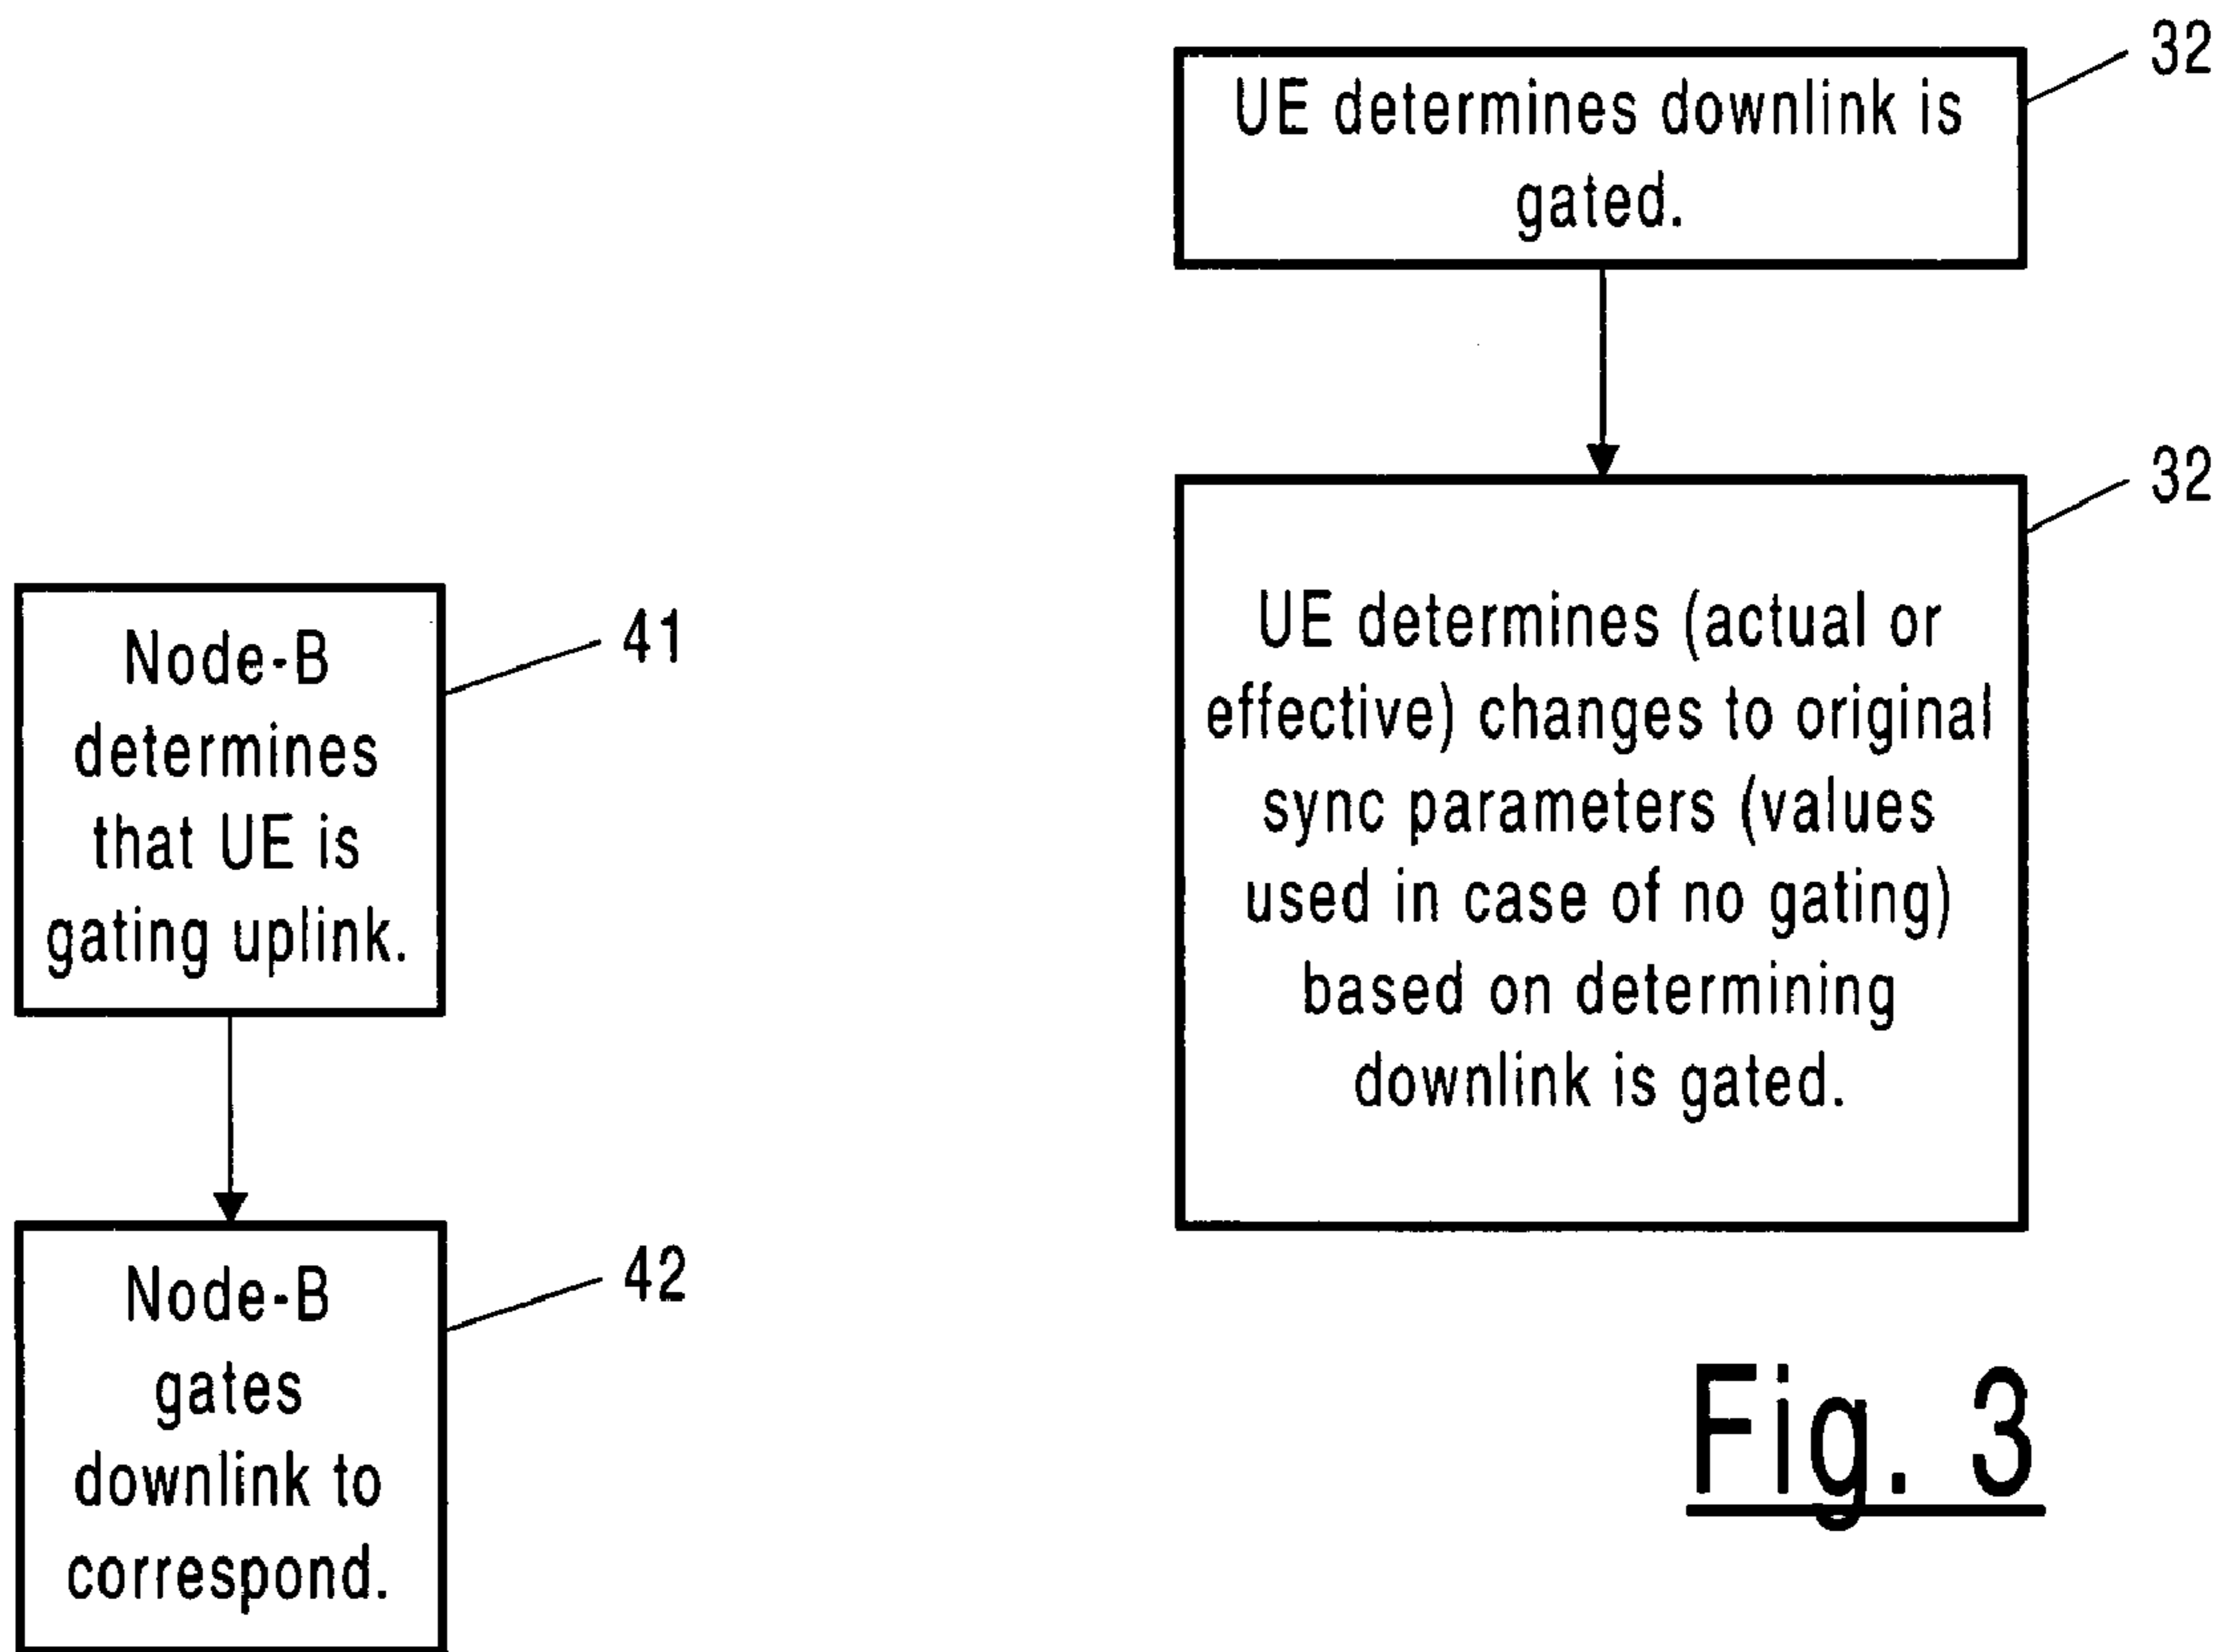 UE determines downlink is
gated.
32
UE determines (actual or
effective) changes to original
sync parameters (values
used in case of no gating)
based on determining
downlink is gated.
32
Fig. 3
Node-B
determines
that UE is
gating uplink.
41
Node-B
gates
downlink to
correspond.
42